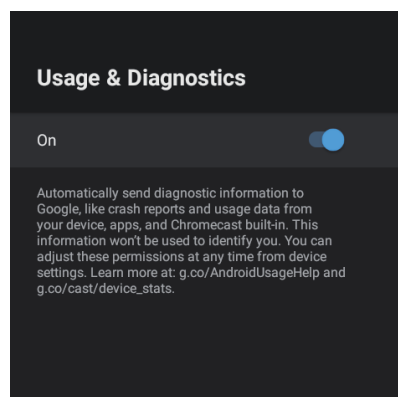 Usage & Diagnostics
On
Automatically send diagnostic information to
Google, like crash reports and usage data from
your device, apps, and Chromecast built-in. This
information won't be used to identify you. You can
adjust these permissions at any time from device
settings. Learn more at: g.co/AndroidUsageHelp and
g.co/cast/device_stats.